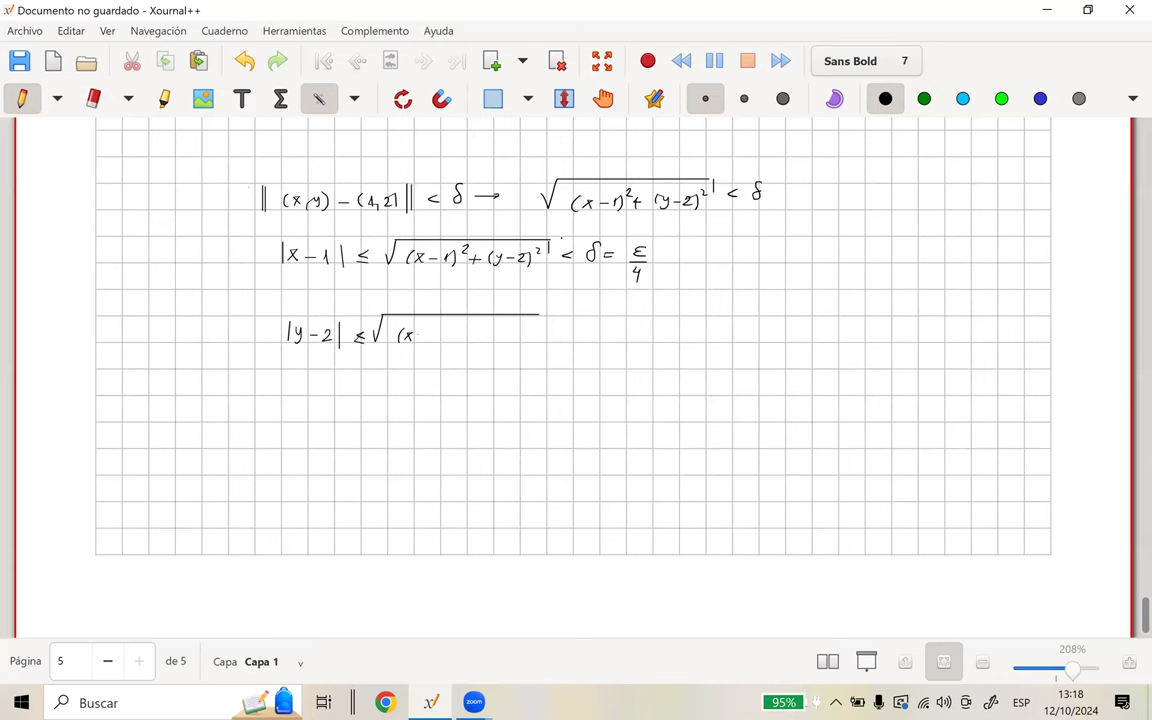 Documento no guardado - Xournal++
Archivo Editar Ver Navegación Cuaderno Herramientas Complemento Ayuda
Sans Bold 7
‖(x,y) - (1,2)‖ < δ → √((x-1)²+(y-2)²) < δ
|x-1| ≤ √((x-1)²+(y-2)²) < δ = ε/4
|y-2| ≤ √(x
Página 5 de 5 Capa Capa 1 208%
Buscar 95% ESP 13:18
12/10/2024